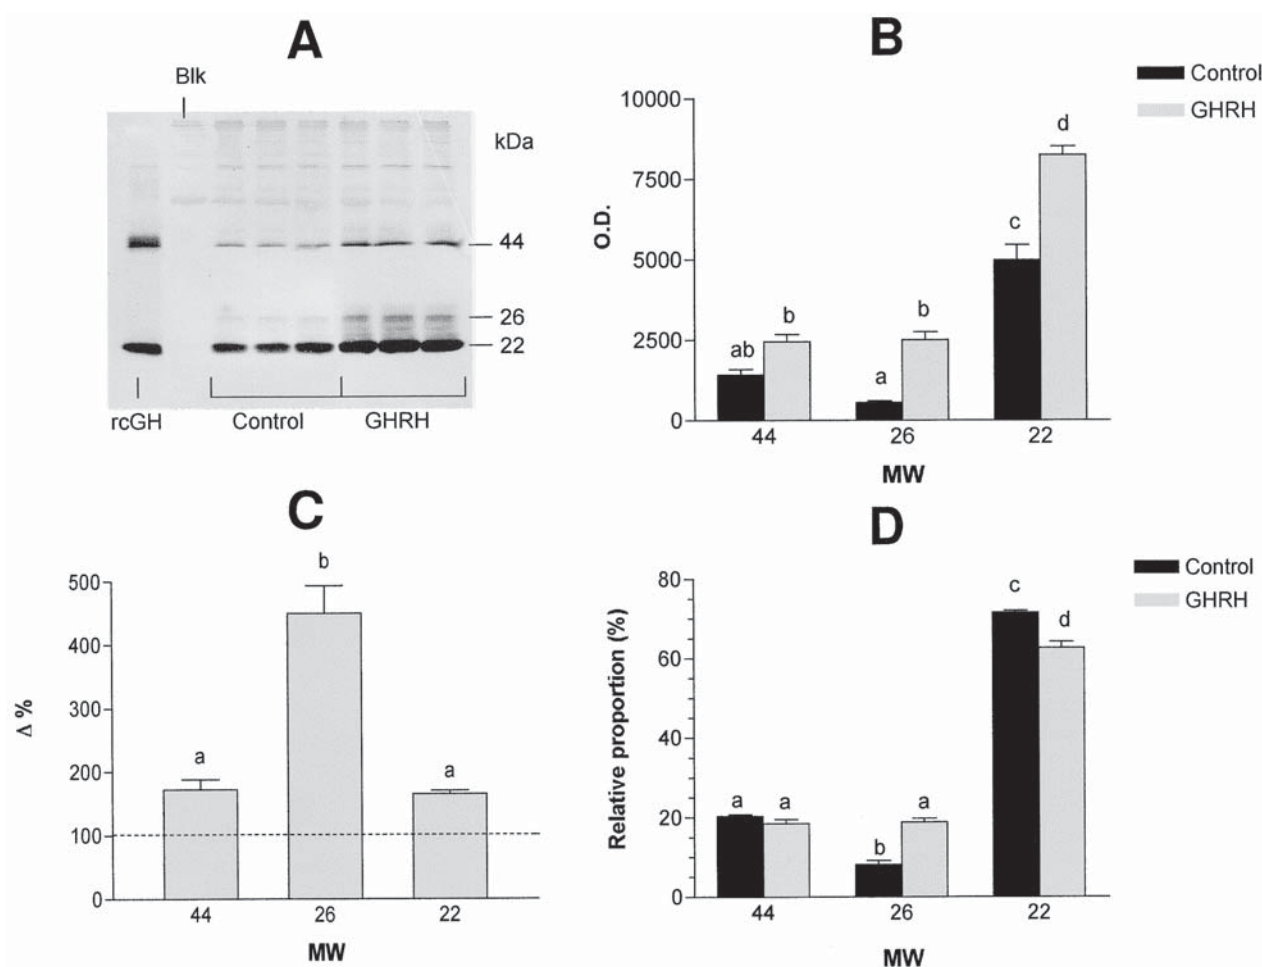 A
Blk
kDa
44
26
22
rcGH
Control
GHRH
B
Control
GHRH
10000
7500
5000
2500
0
O.D.
ab
b
a
b
c
d
44
26
22
MW
C
500
400
300
200
100
0
Δ %
a
b
a
44
26
22
MW
D
Control
GHRH
80
60
40
20
0
Relative proportion (%)
a
a
b
a
c
d
44
26
22
MW